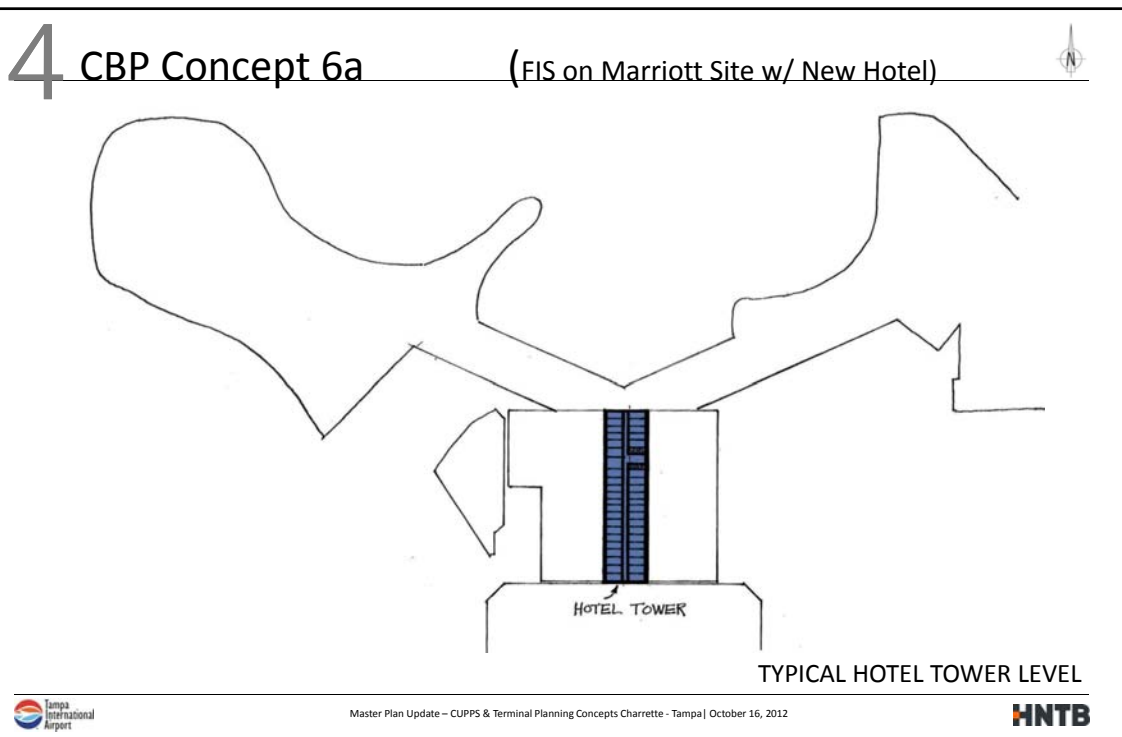 4 CBP Concept 6a (FIS on Marriott Site w/ New Hotel)
N
HOTEL TOWER
TYPICAL HOTEL TOWER LEVEL
Tampa
International
Airport
Master Plan Update – CUPPS & Terminal Planning Concepts Charrette - Tampa| October 16, 2012
HNTB